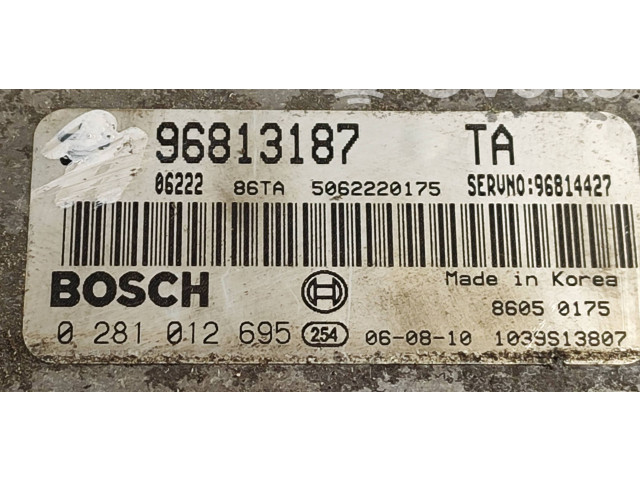 96813187 TA
06222 86TA 5062220175 SERVNO:96814427
BOSCH
Made in Korea
8605 0175
0 281 012 695 254 06-08-10 1039S13807